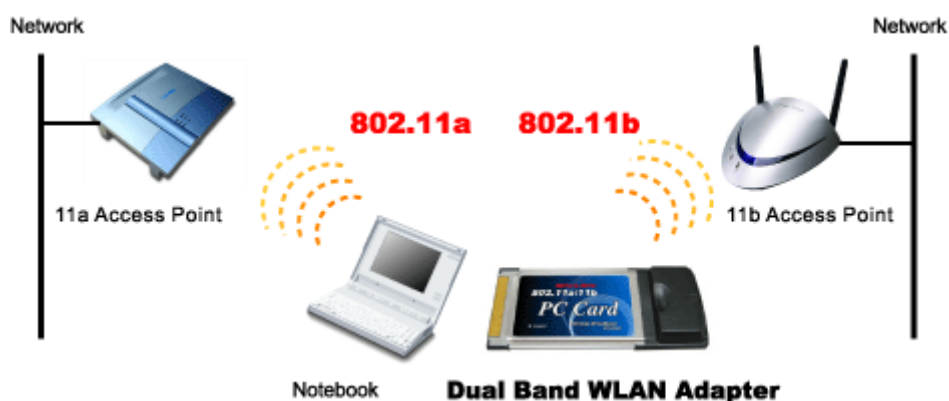 Network
Network
802.11a
802.11b
11a Access Point
11b Access Point
802.11a/11b
PC Card
Notebook
Dual Band WLAN Adapter